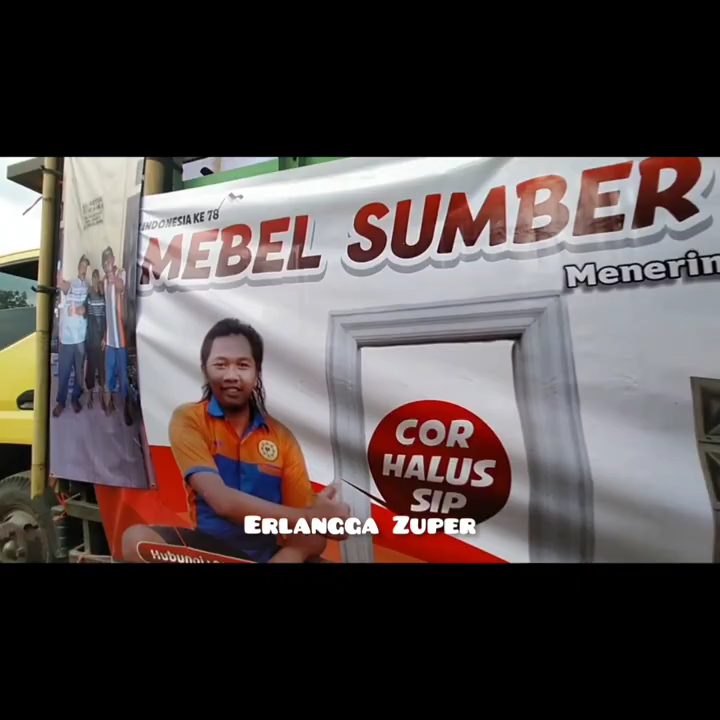 INDONESIA KE 78
MEBEL SUMBER
Menerin
COR
HALUS
SIP
ERLANGGA ZUPER
Hubungi